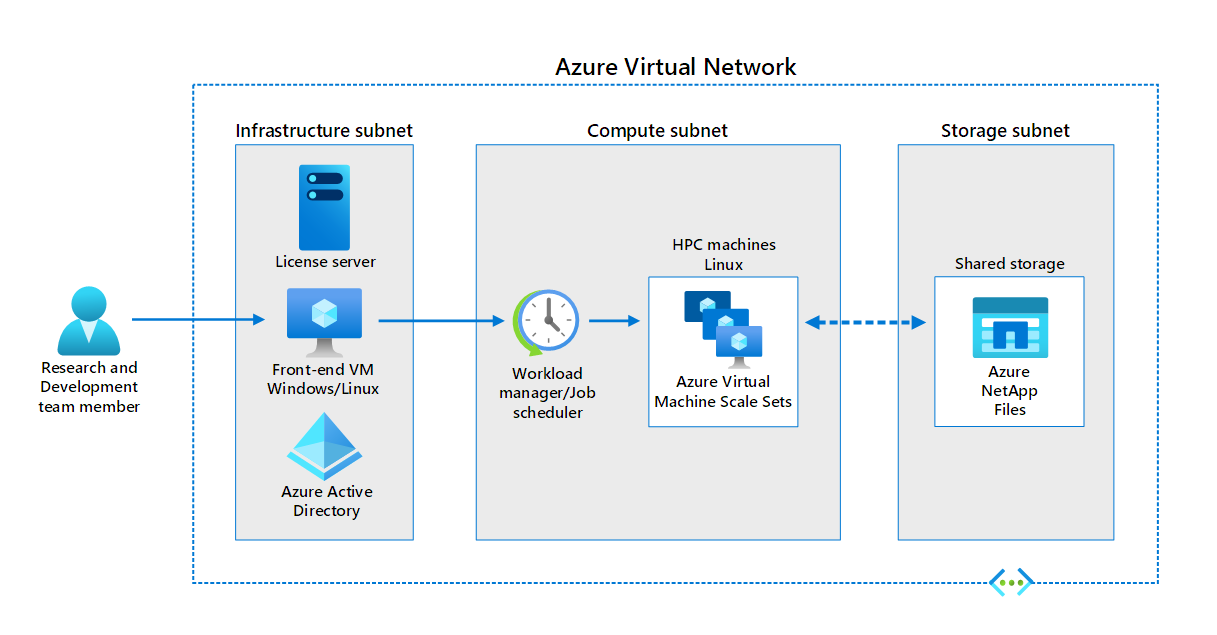 Azure Virtual Network
Infrastructure subnet
License server
Front-end VM
Windows/Linux
Azure Active
Directory
Research and
Development
team member
Compute subnet
Workload
manager/Job
scheduler
HPC machines
Linux
Azure Virtual
Machine Scale Sets
Storage subnet
Shared storage
Azure
NetApp
Files